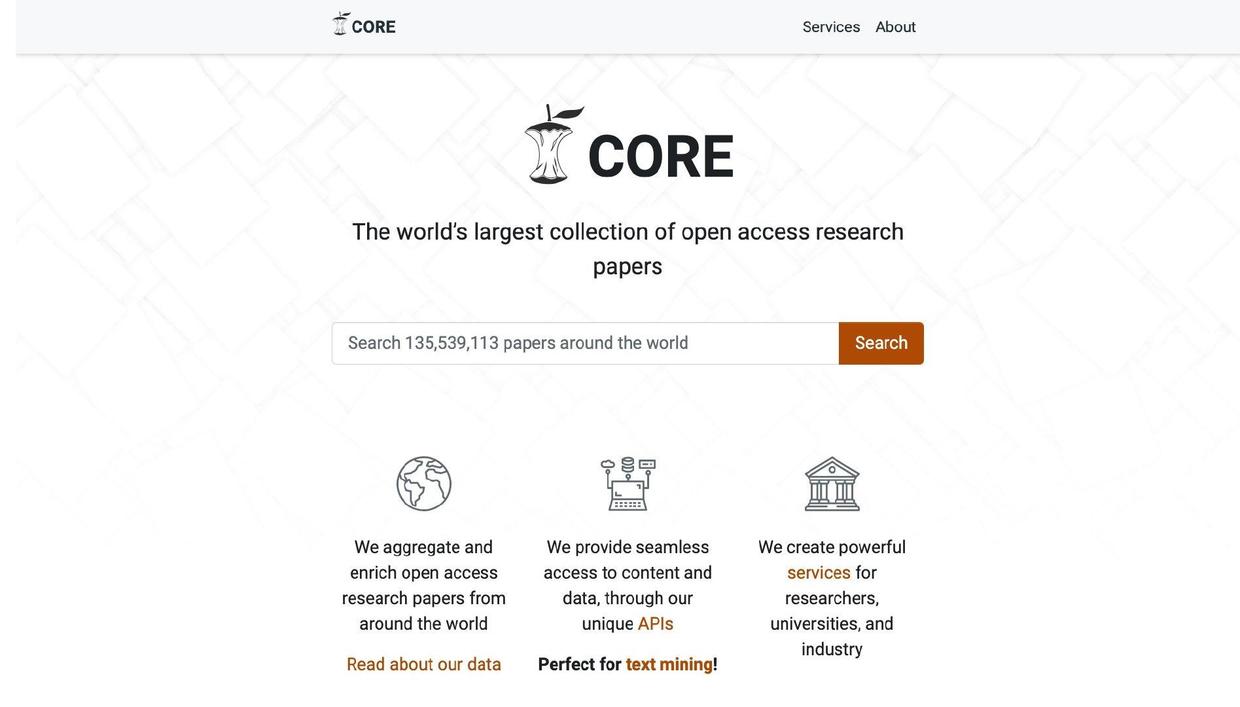 CORE
Services About
CORE
The world's largest collection of open access research
papers
Search 135,539,113 papers around the world
Search
We aggregate and
enrich open access
research papers from
around the world
Read about our data
We provide seamless
access to content and
data, through our
unique APIs
Perfect for text mining!
We create powerful
services for
researchers,
universities, and
industry